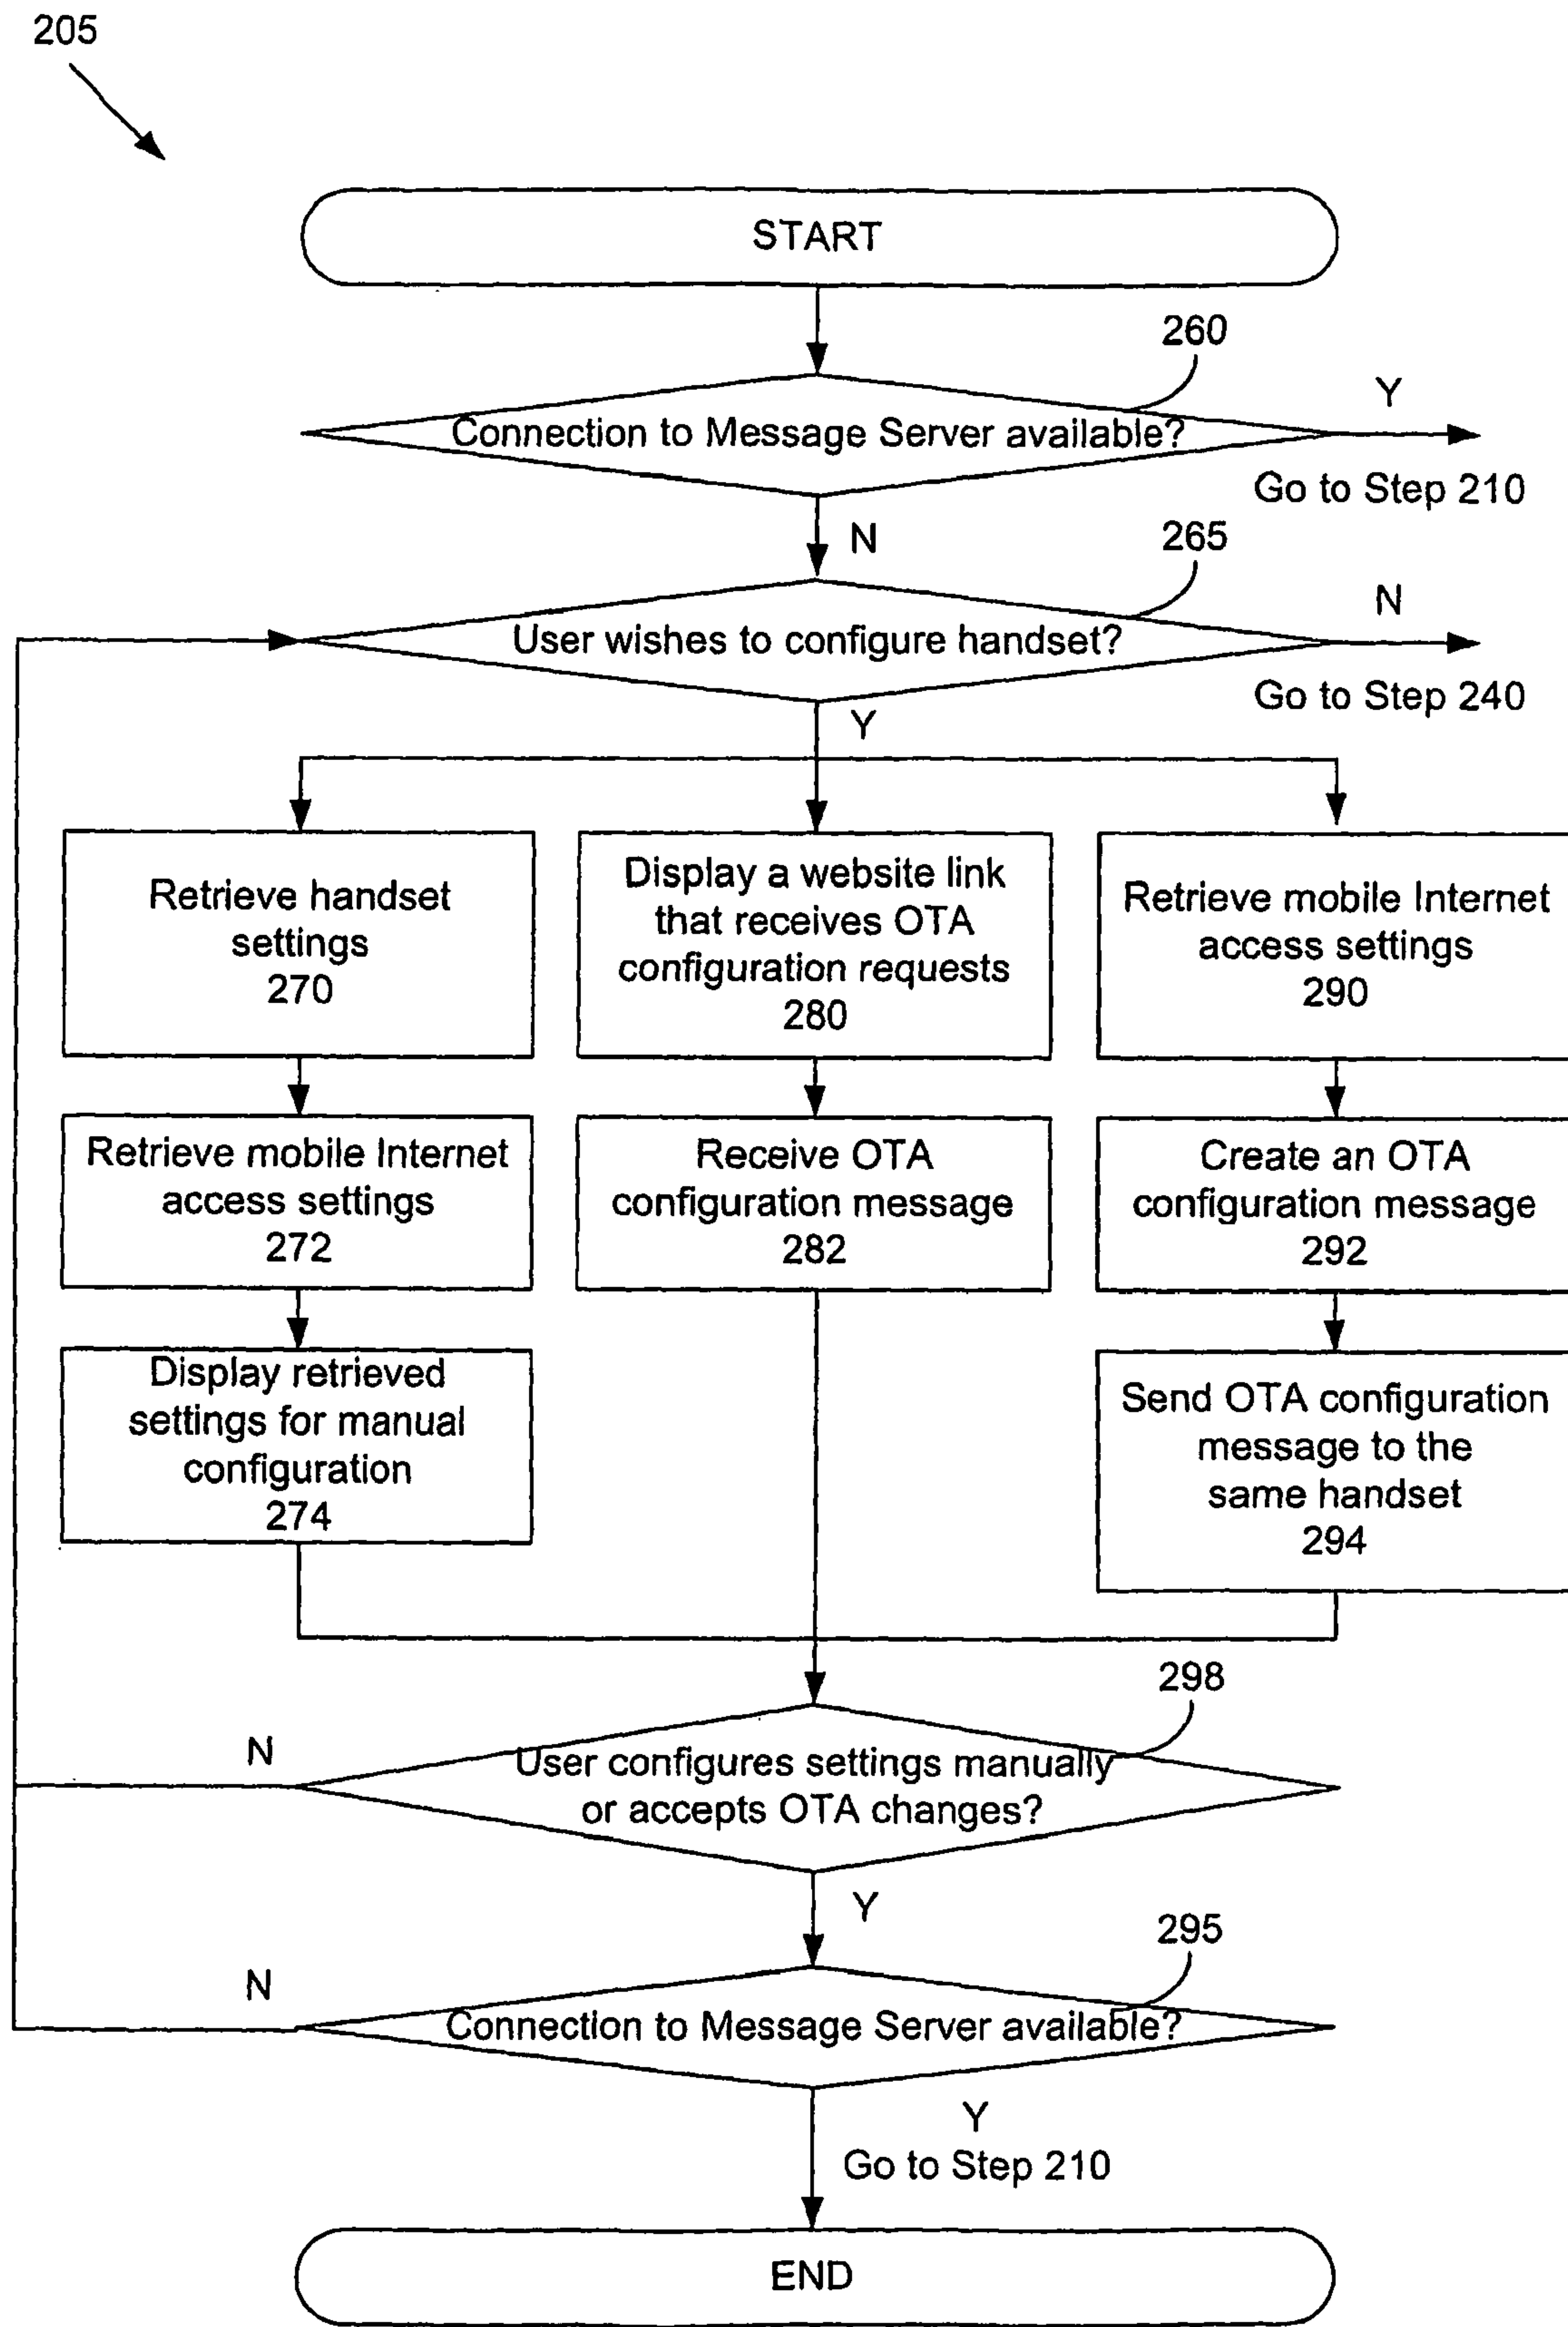 205
START
260
Y
Connection to Message Server available?
Go to Step 210
N
265
N
User wishes to configure handset?
Go to Step 240
Y
Retrieve handset
settings
270
Display a website link
that receives OTA
configuration requests
280
Retrieve mobile Internet
access settings
290
Retrieve mobile Internet
access settings
272
Receive OTA
configuration message
282
Create an OTA
configuration message
292
Display retrieved
settings for manual
configuration
274
Send OTA configuration
message to the
same handset
294
298
N
User configures settings manually
or accepts OTA changes?
Y
295
N
Connection to Message Server available?
Y
Go to Step 210
END